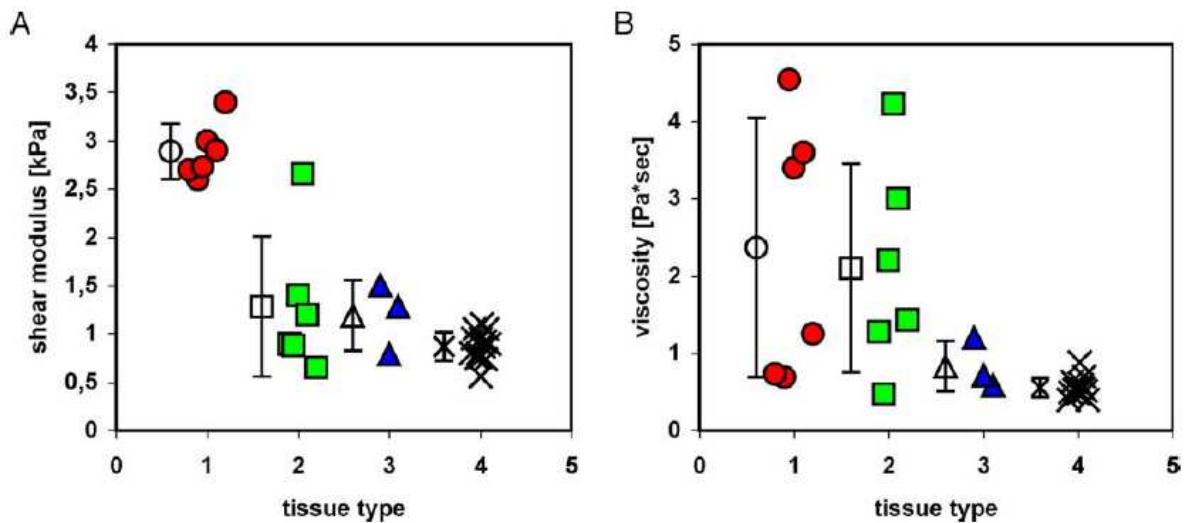 A
shear modulus [kPa]
4
3,5
3
2,5
2
1,5
1
0,5
0
0 1 2 3 4 5
tissue type
B
viscosity [Pa*sec]
5
4
3
2
1
0
0 1 2 3 4 5
tissue type